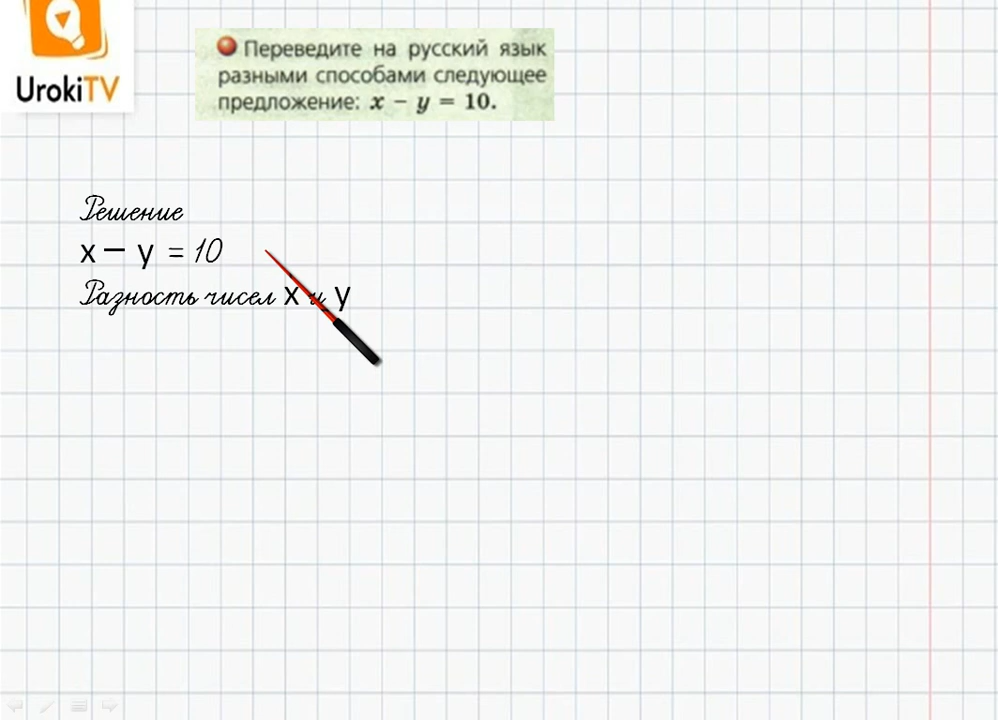 UrokiTV
Переведите на русский язык
разными способами следующее
предложение: x − y = 10.
Решение
x − y = 10
Разность чисел x и y